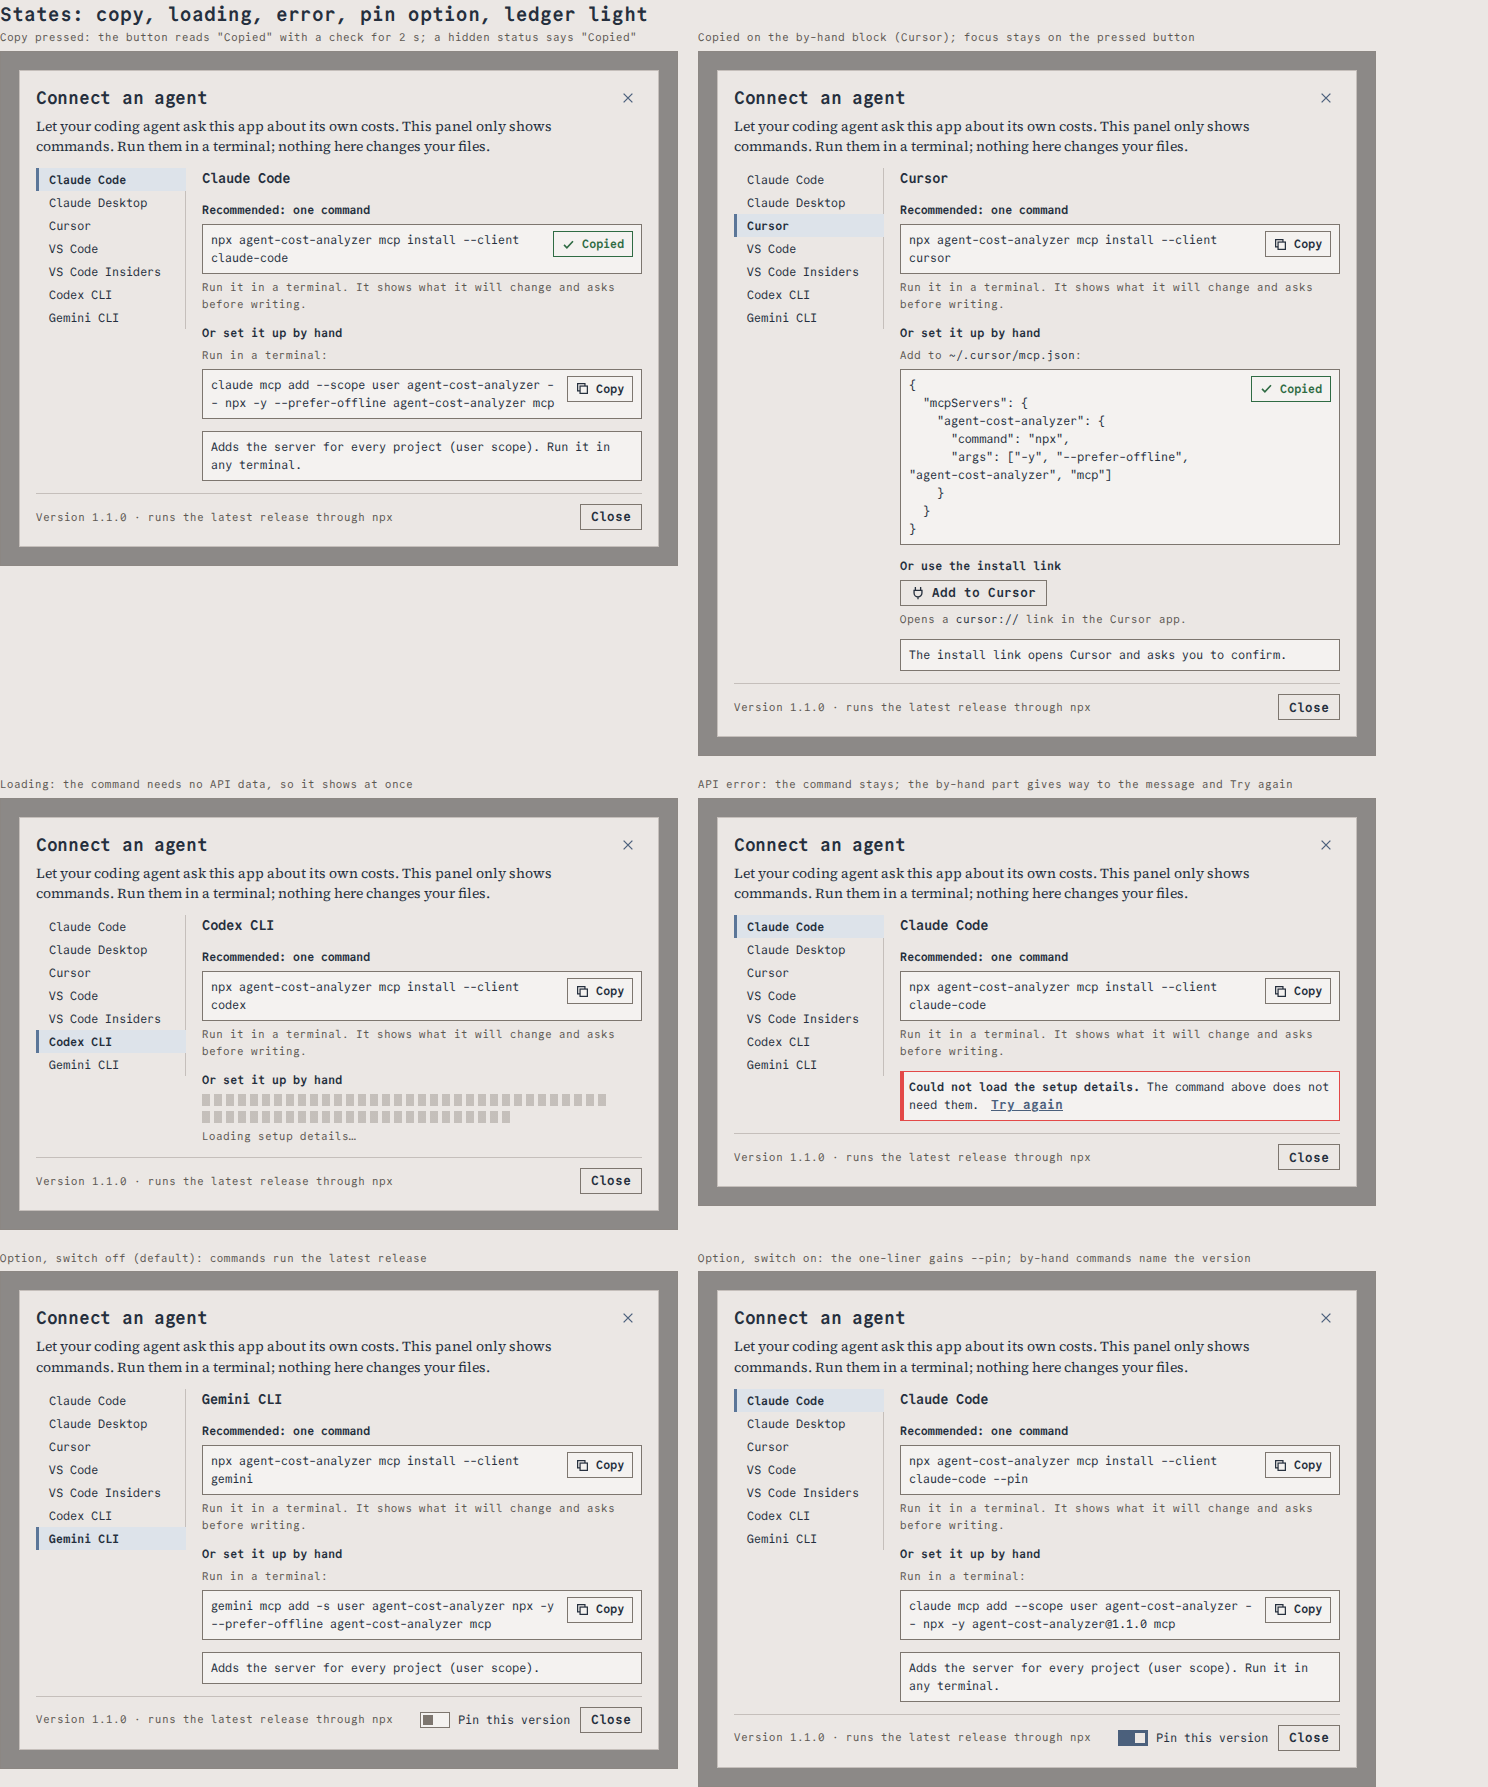 States: copy, loading, error, pin option, ledger light
Copy pressed: the button reads "Copied" with a check for 2 s; a hidden status says "Copied"
Connect an agent
Let your coding agent ask this app about its own costs. This panel only shows
commands. Run them in a terminal; nothing here changes your files.
Claude Code
Claude Desktop
Cursor
VS Code
VS Code Insiders
Codex CLI
Gemini CLI
Claude Code
Recommended: one command
npx agent-cost-analyzer mcp install --client
claude-code
Copied
Run it in a terminal. It shows what it will change and asks
before writing.
Or set it up by hand
Run in a terminal:
claude mcp add --scope user agent-cost-analyzer -
- npx -y --prefer-offline agent-cost-analyzer mcp
Copy
Adds the server for every project (user scope). Run it in
any terminal.
Version 1.1.0 · runs the latest release through npx
Close
Copied on the by-hand block (Cursor); focus stays on the pressed button
Connect an agent
Let your coding agent ask this app about its own costs. This panel only shows
commands. Run them in a terminal; nothing here changes your files.
Claude Code
Claude Desktop
Cursor
VS Code
VS Code Insiders
Codex CLI
Gemini CLI
Cursor
Recommended: one command
npx agent-cost-analyzer mcp install --client
cursor
Copy
Run it in a terminal. It shows what it will change and asks
before writing.
Or set it up by hand
Add to ~/.cursor/mcp.json:
{
"mcpServers": {
"agent-cost-analyzer": {
"command": "npx",
"args": ["-y", "--prefer-offline",
"agent-cost-analyzer", "mcp"]
}
}
}
Copied
Or use the install link
Add to Cursor
Opens a cursor:// link in the Cursor app.
The install link opens Cursor and asks you to confirm.
Version 1.1.0 · runs the latest release through npx
Close
Loading: the command needs no API data, so it shows at once
Connect an agent
Let your coding agent ask this app about its own costs. This panel only shows
commands. Run them in a terminal; nothing here changes your files.
Claude Code
Claude Desktop
Cursor
VS Code
VS Code Insiders
Codex CLI
Gemini CLI
Codex CLI
Recommended: one command
npx agent-cost-analyzer mcp install --client
codex
Copy
Run it in a terminal. It shows what it will change and asks
before writing.
Or set it up by hand
Loading setup details…
Version 1.1.0 · runs the latest release through npx
Close
API error: the command stays; the by-hand part gives way to the message and Try again
Connect an agent
Let your coding agent ask this app about its own costs. This panel only shows
commands. Run them in a terminal; nothing here changes your files.
Claude Code
Claude Desktop
Cursor
VS Code
VS Code Insiders
Codex CLI
Gemini CLI
Claude Code
Recommended: one command
npx agent-cost-analyzer mcp install --client
claude-code
Copy
Run it in a terminal. It shows what it will change and asks
before writing.
Could not load the setup details. The command above does not
need them. Try again
Version 1.1.0 · runs the latest release through npx
Close
Option, switch off (default): commands run the latest release
Connect an agent
Let your coding agent ask this app about its own costs. This panel only shows
commands. Run them in a terminal; nothing here changes your files.
Claude Code
Claude Desktop
Cursor
VS Code
VS Code Insiders
Codex CLI
Gemini CLI
Gemini CLI
Recommended: one command
npx agent-cost-analyzer mcp install --client
gemini
Copy
Run it in a terminal. It shows what it will change and asks
before writing.
Or set it up by hand
Run in a terminal:
gemini mcp add -s user agent-cost-analyzer npx -y
--prefer-offline agent-cost-analyzer mcp
Copy
Adds the server for every project (user scope).
Version 1.1.0 · runs the latest release through npx
Pin this version
Close
Option, switch on: the one-liner gains --pin; by-hand commands name the version
Connect an agent
Let your coding agent ask this app about its own costs. This panel only shows
commands. Run them in a terminal; nothing here changes your files.
Claude Code
Claude Desktop
Cursor
VS Code
VS Code Insiders
Codex CLI
Gemini CLI
Claude Code
Recommended: one command
npx agent-cost-analyzer mcp install --client
claude-code --pin
Copy
Run it in a terminal. It shows what it will change and asks
before writing.
Or set it up by hand
Run in a terminal:
claude mcp add --scope user agent-cost-analyzer -
- npx -y agent-cost-analyzer@1.1.0 mcp
Copy
Adds the server for every project (user scope). Run it in
any terminal.
Version 1.1.0 · runs the latest release through npx
Pin this version
Close